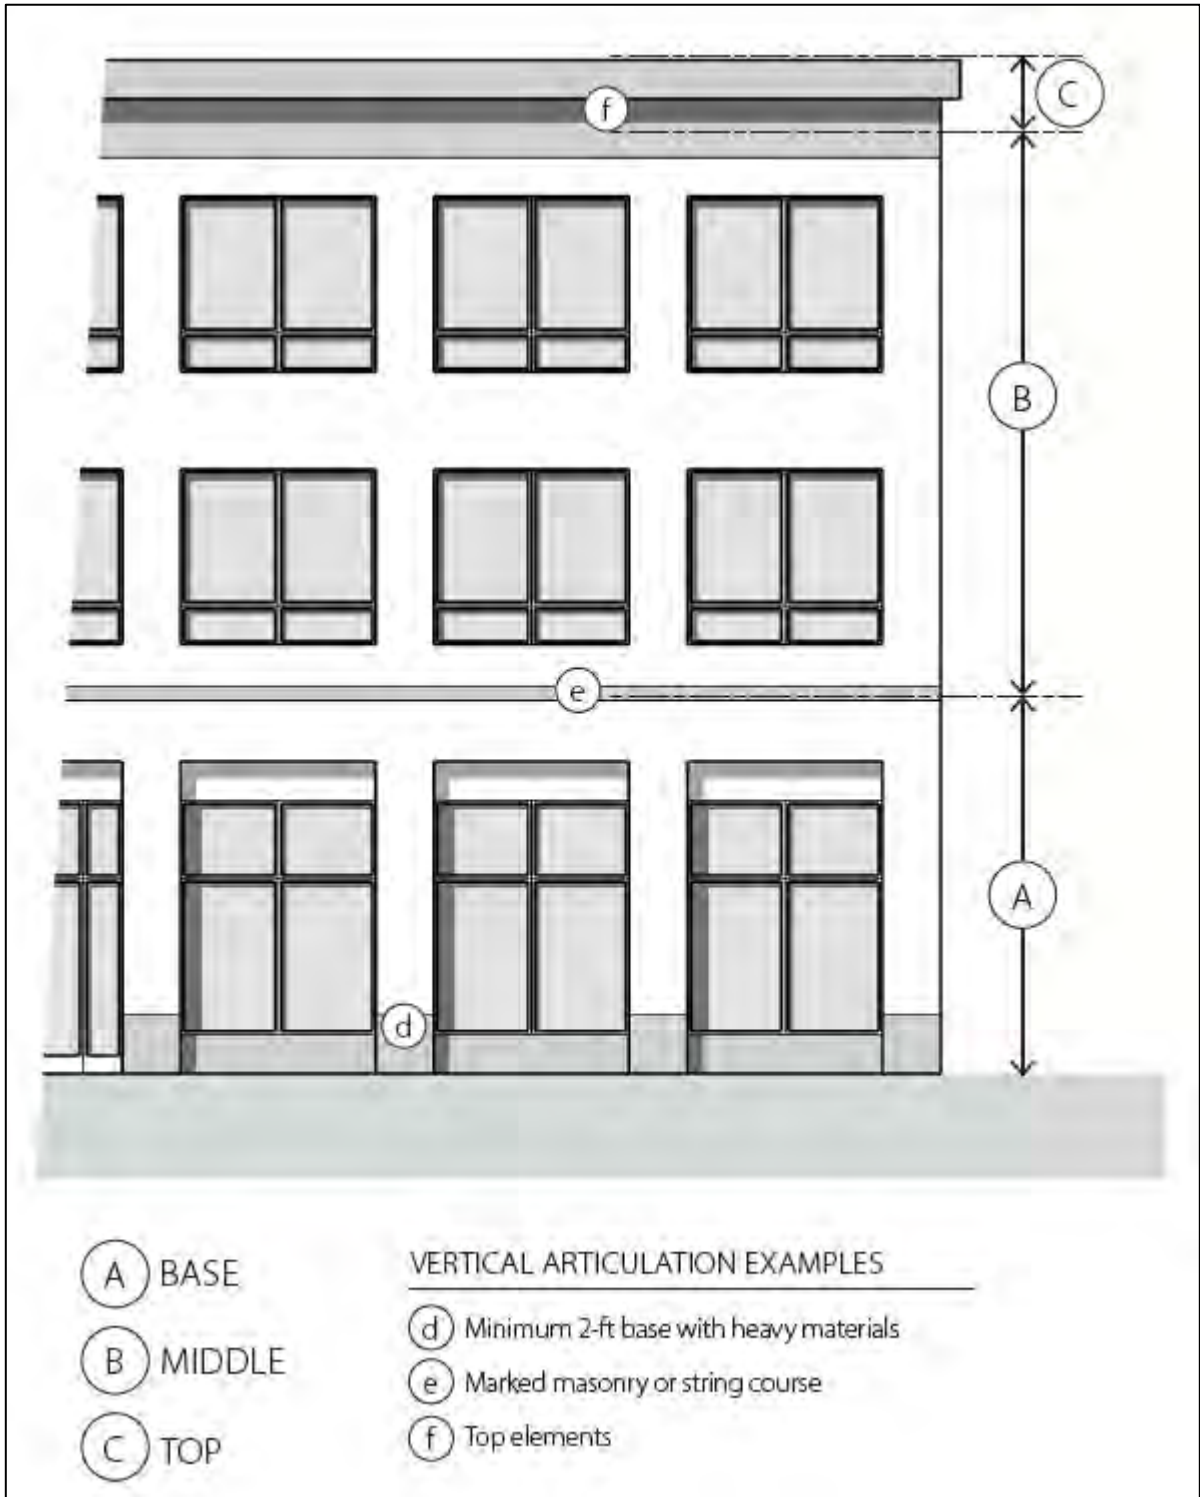 f
C
B
e
A
d
A BASE
B MIDDLE
C TOP
VERTICAL ARTICULATION EXAMPLES
d Minimum 2-ft base with heavy materials
e Marked masonry or string course
f Top elements